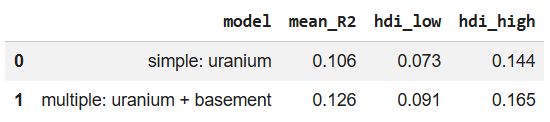 model mean_R2 hdi_low hdi_high
0 simple: uranium 0.106 0.073 0.144
1 multiple: uranium + basement 0.126 0.091 0.165